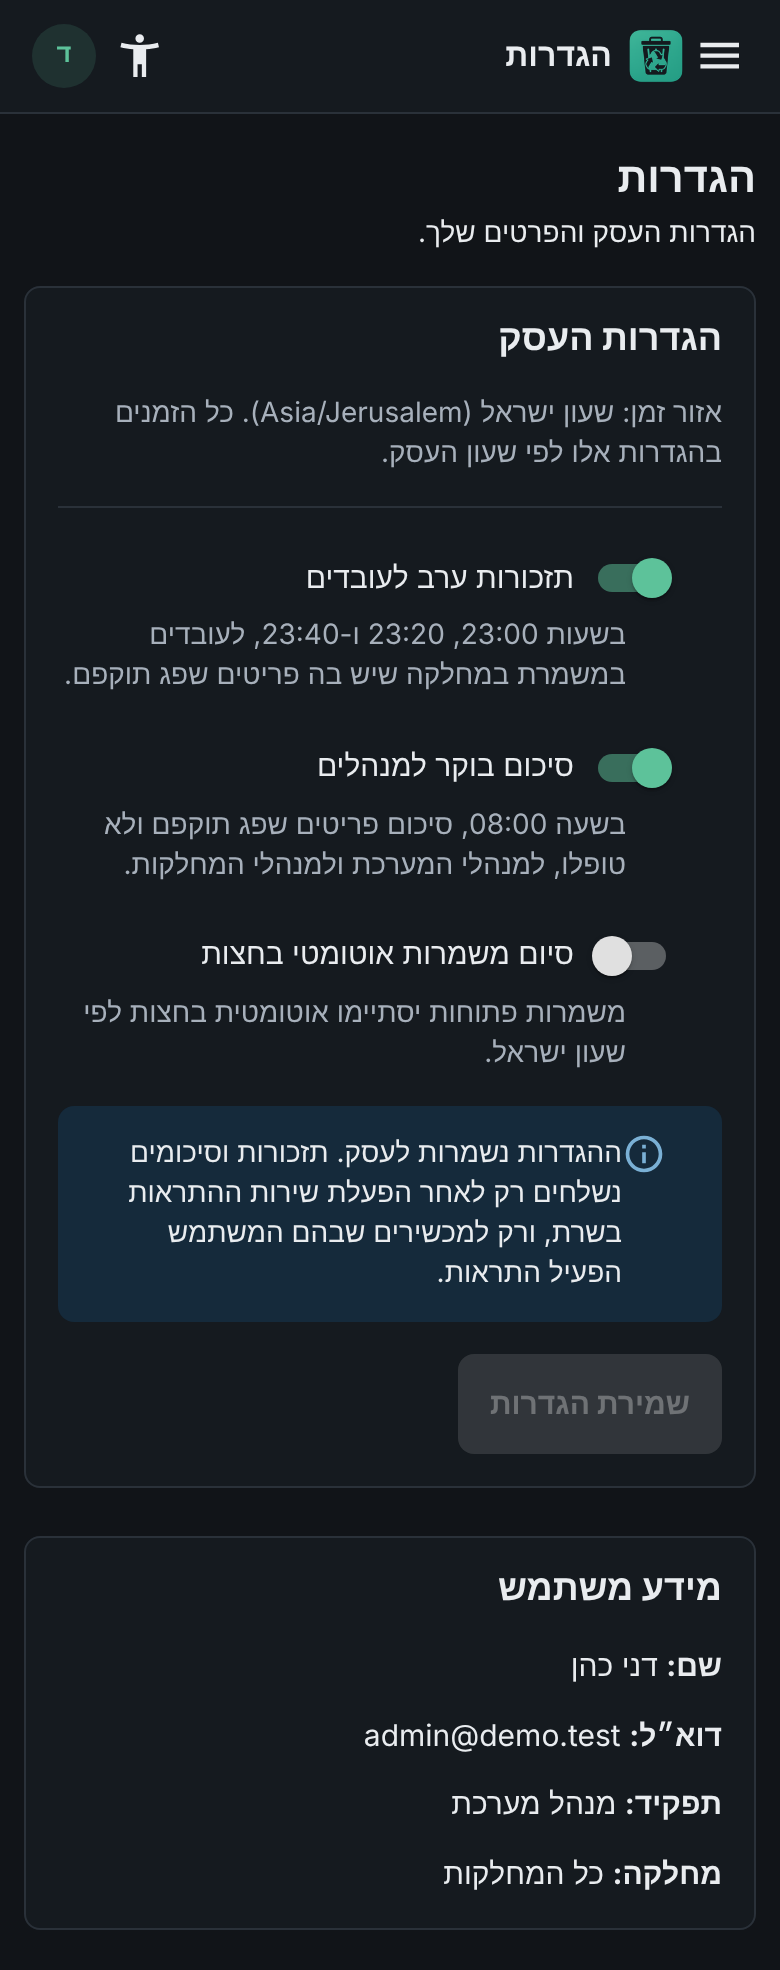 הגדרות
ד
הגדרות
הגדרות העסק והפרטים שלך.
הגדרות העסק
אזור זמן: שעון ישראל (Asia/Jerusalem). כל הזמנים
בהגדרות אלו לפי שעון העסק.
תזכורות ערב לעובדים
בשעות 23:00, 23:20 ו-23:40, לעובדים
במשמרת במחלקה שיש בה פריטים שפג תוקפם.
סיכום בוקר למנהלים
בשעה 08:00, סיכום פריטים שפג תוקפם ולא
טופלו, למנהלי המערכת ולמנהלי המחלקות.
סיום משמרות אוטומטי בחצות
משמרות פתוחות יסתיימו אוטומטית בחצות לפי
שעון ישראל.
ההגדרות נשמרות לעסק. תזכורות וסיכומים
נשלחים רק לאחר הפעלת שירות ההתראות
בשרת, ורק למכשירים שבהם המשתמש
הפעיל התראות.
שמירת הגדרות
מידע משתמש
שם: דני כהן
דוא״ל: admin@demo.test
תפקיד: מנהל מערכת
מחלקה: כל המחלקות